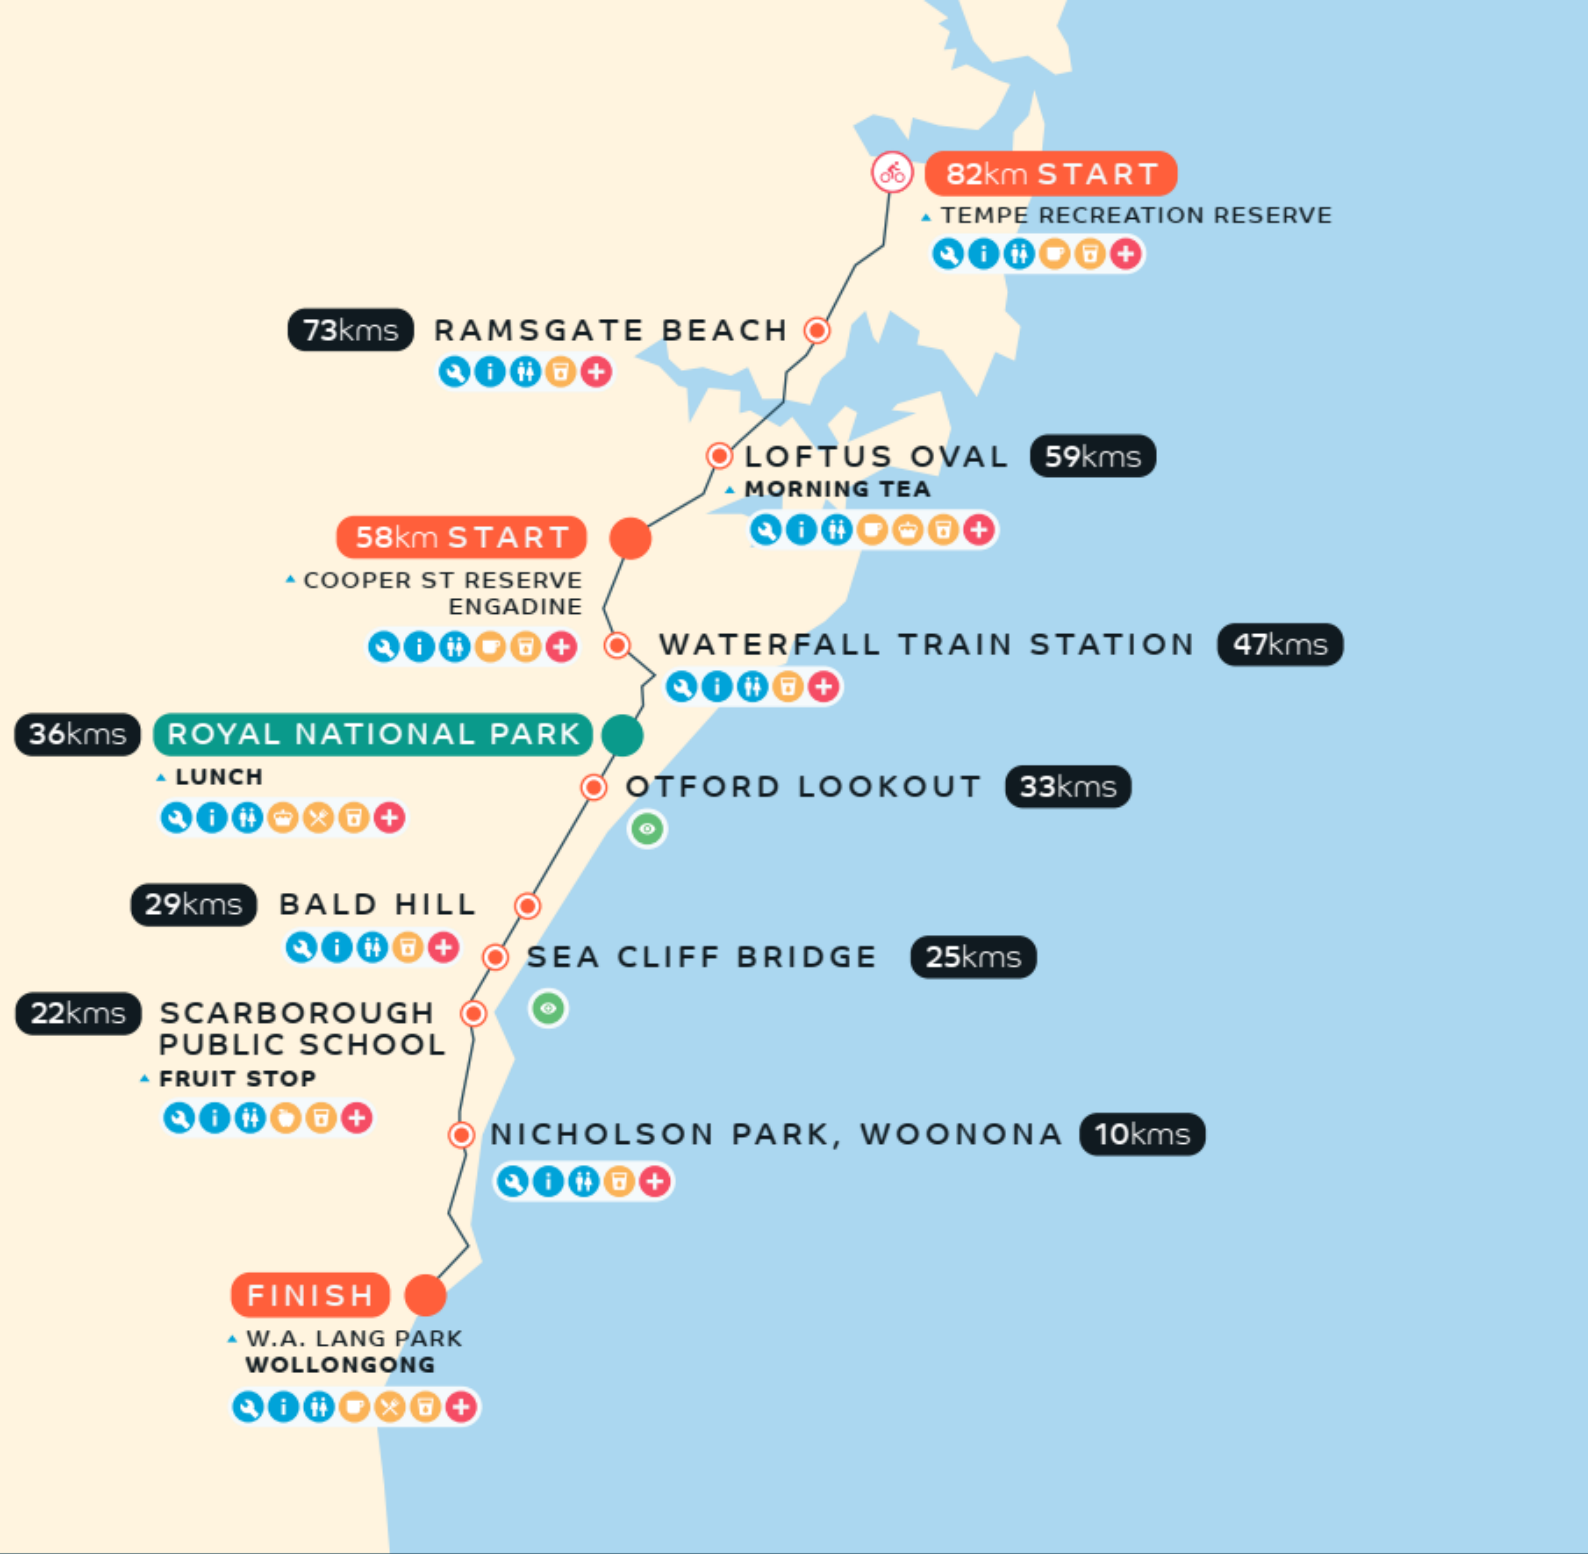 82km START
TEMPE RECREATION RESERVE
73kms RAMSGATE BEACH
LOFTUS OVAL 59kms
MORNING TEA
58km START
COOPER ST RESERVE
ENGADINE
WATERFALL TRAIN STATION 47kms
36kms ROYAL NATIONAL PARK
LUNCH
OTFORD LOOKOUT 33kms
29kms BALD HILL
SEA CLIFF BRIDGE 25kms
22kms SCARBOROUGH
PUBLIC SCHOOL
FRUIT STOP
NICHOLSON PARK, WOONONA 10kms
FINISH
W.A. LANG PARK
WOLLONGONG